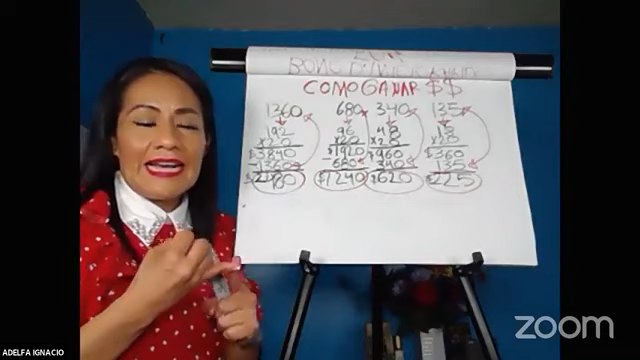 COMO GANAR $$
1360 680 340 135
192 96 48 18
x20 x20 x20 x20
$3840 $1920 $960 $360
-1360 680 340 135
$2480 $1240 $620 $225
zoom
ADELFA IGNACIO